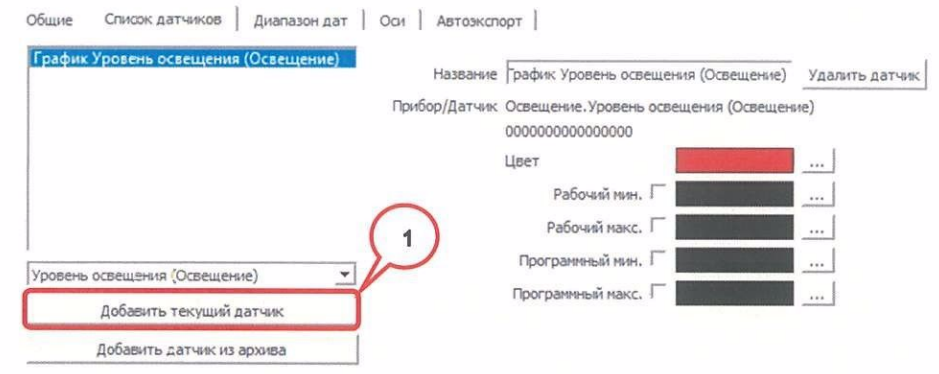 Общие Список датчиков Диапазон дат Оси Автоэкспорт
График Уровень освещения (Освещение)
Название График Уровень освещения (Освещение) Удалить датчик
Прибор/Датчик Освещение.Уровень освещения (Освещение)
0000000000000000
Цвет ...
Рабочий мин. ...
Рабочий макс. ...
Программный мин. ...
Программный макс. ...
1
Уровень освещения (Освещение)
Добавить текущий датчик
Добавить датчик из архива